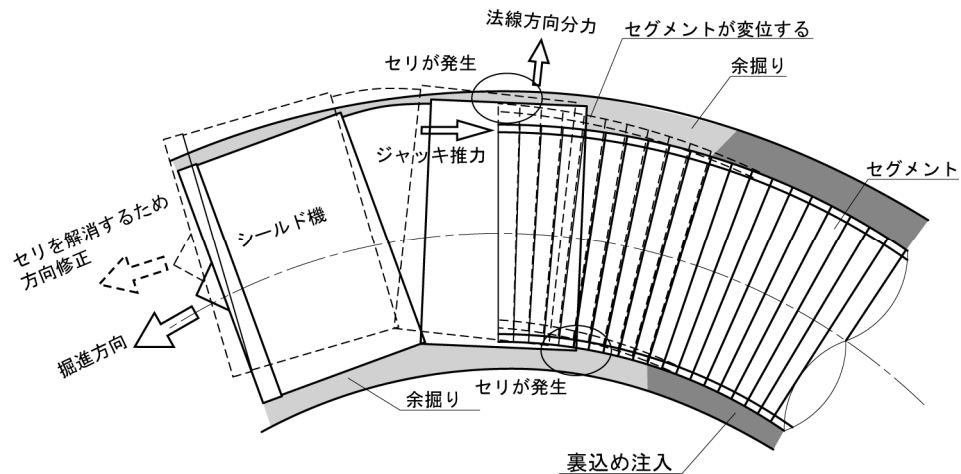 法線方向分力
セグメントが変位する
セリが発生
余掘り
ジャッキ推力
セグメント
セリを解消するため
方向修正
シールド機
掘進方向
余掘り
セリが発生
裏込め注入